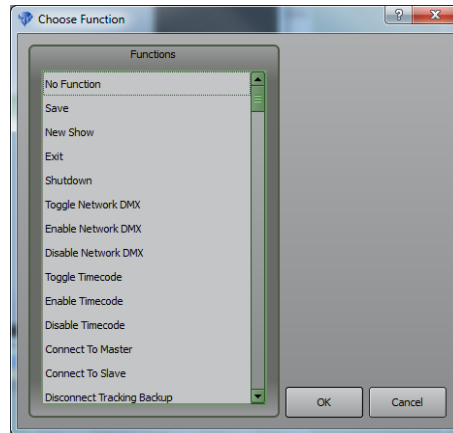 Choose Function
Functions
No Function
Save
New Show
Exit
Shutdown
Toggle Network DMX
Enable Network DMX
Disable Network DMX
Toggle Timecode
Enable Timecode
Disable Timecode
Connect To Master
Connect To Slave
Disconnect Tracking Backup
OK
Cancel